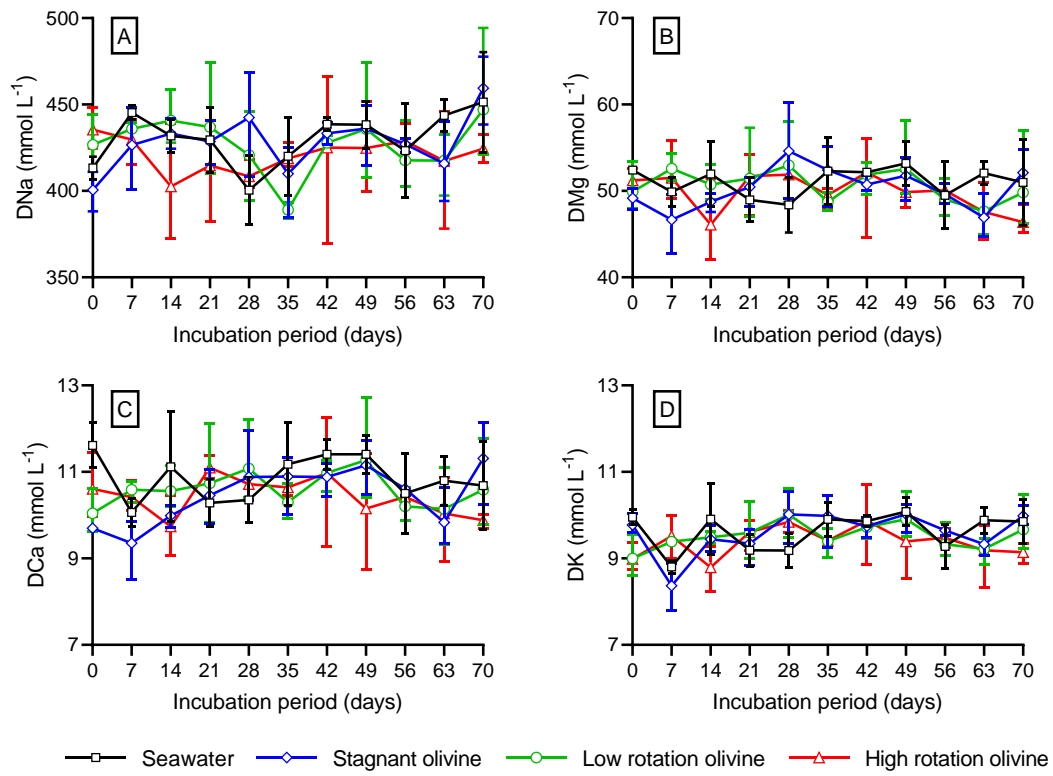 A
DNa (mmol L⁻¹)
500
450
400
350
0 7 14 21 28 35 42 49 56 63 70
Incubation period (days)
B
DMg (mmol L⁻¹)
70
60
50
40
0 7 14 21 28 35 42 49 56 63 70
Incubation period (days)
C
DCa (mmol L⁻¹)
13
11
9
7
0 7 14 21 28 35 42 49 56 63 70
Incubation period (days)
D
DK (mmol L⁻¹)
13
11
9
7
0 7 14 21 28 35 42 49 56 63 70
Incubation period (days)
Seawater Stagnant olivine Low rotation olivine High rotation olivine